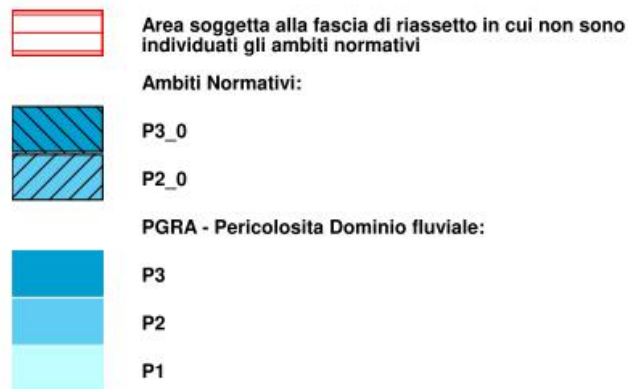 Area soggetta alla fascia di riassetto in cui non sono
individuati gli ambiti normativi
Ambiti Normativi:
P3_0
P2_0
PGRA - Pericolosita Dominio fluviale:
P3
P2
P1